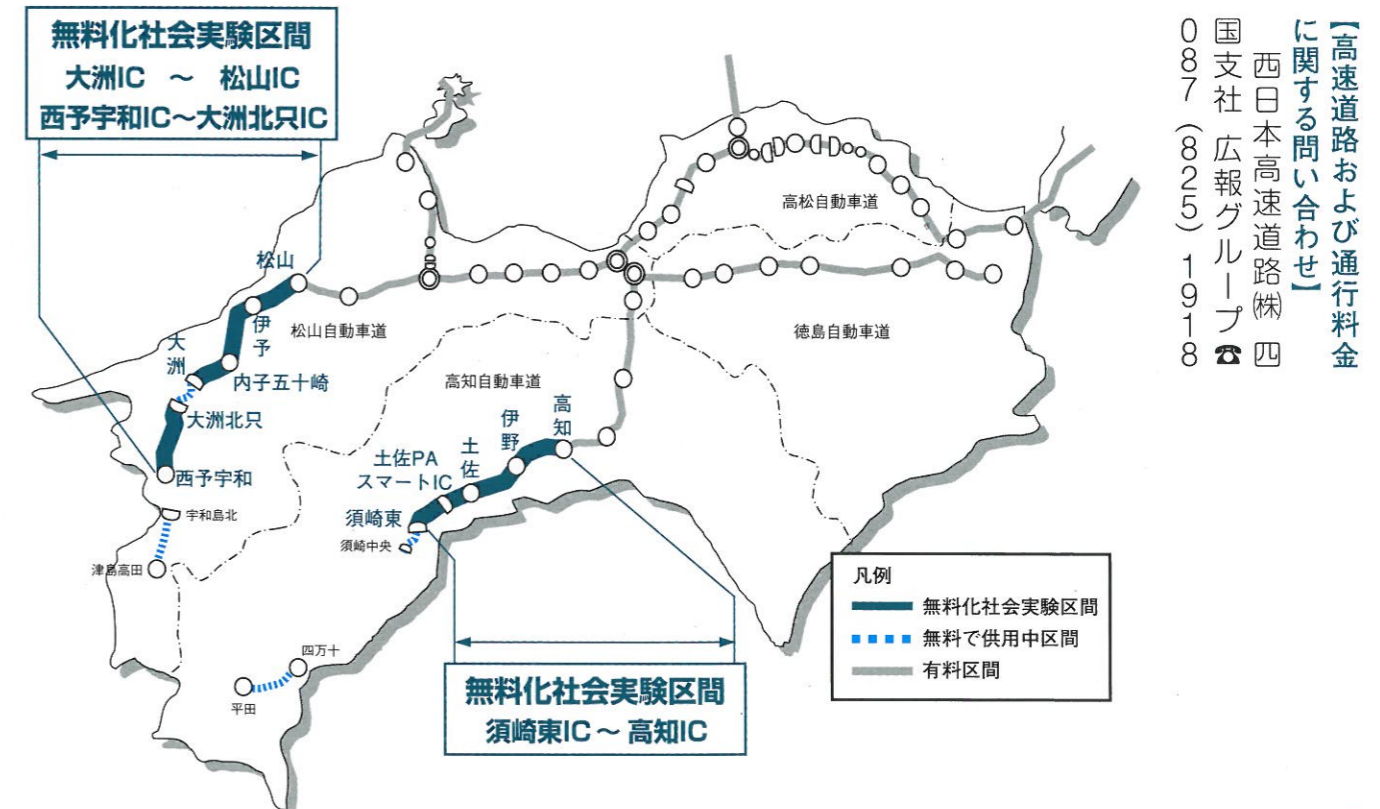 【高速道路および通行料金
に関する問い合わせ】
西日本高速道路㈱ 四
国支社 広報グループ ☎
087(825)1918
無料化社会実験区間
大洲IC ～ 松山IC
西予宇和IC～大洲北只IC
高松自動車道
松山
伊予
松山自動車道
徳島自動車道
大洲
内子五十崎
高知自動車道
大洲北只
高知
伊野
土佐
土佐PA
スマートIC
西予宇和
須崎東
宇和島北
須崎中央
津島高田
四万十
平田
凡例
無料化社会実験区間
無料で供用中区間
有料区間
無料化社会実験区間
須崎東IC～高知IC